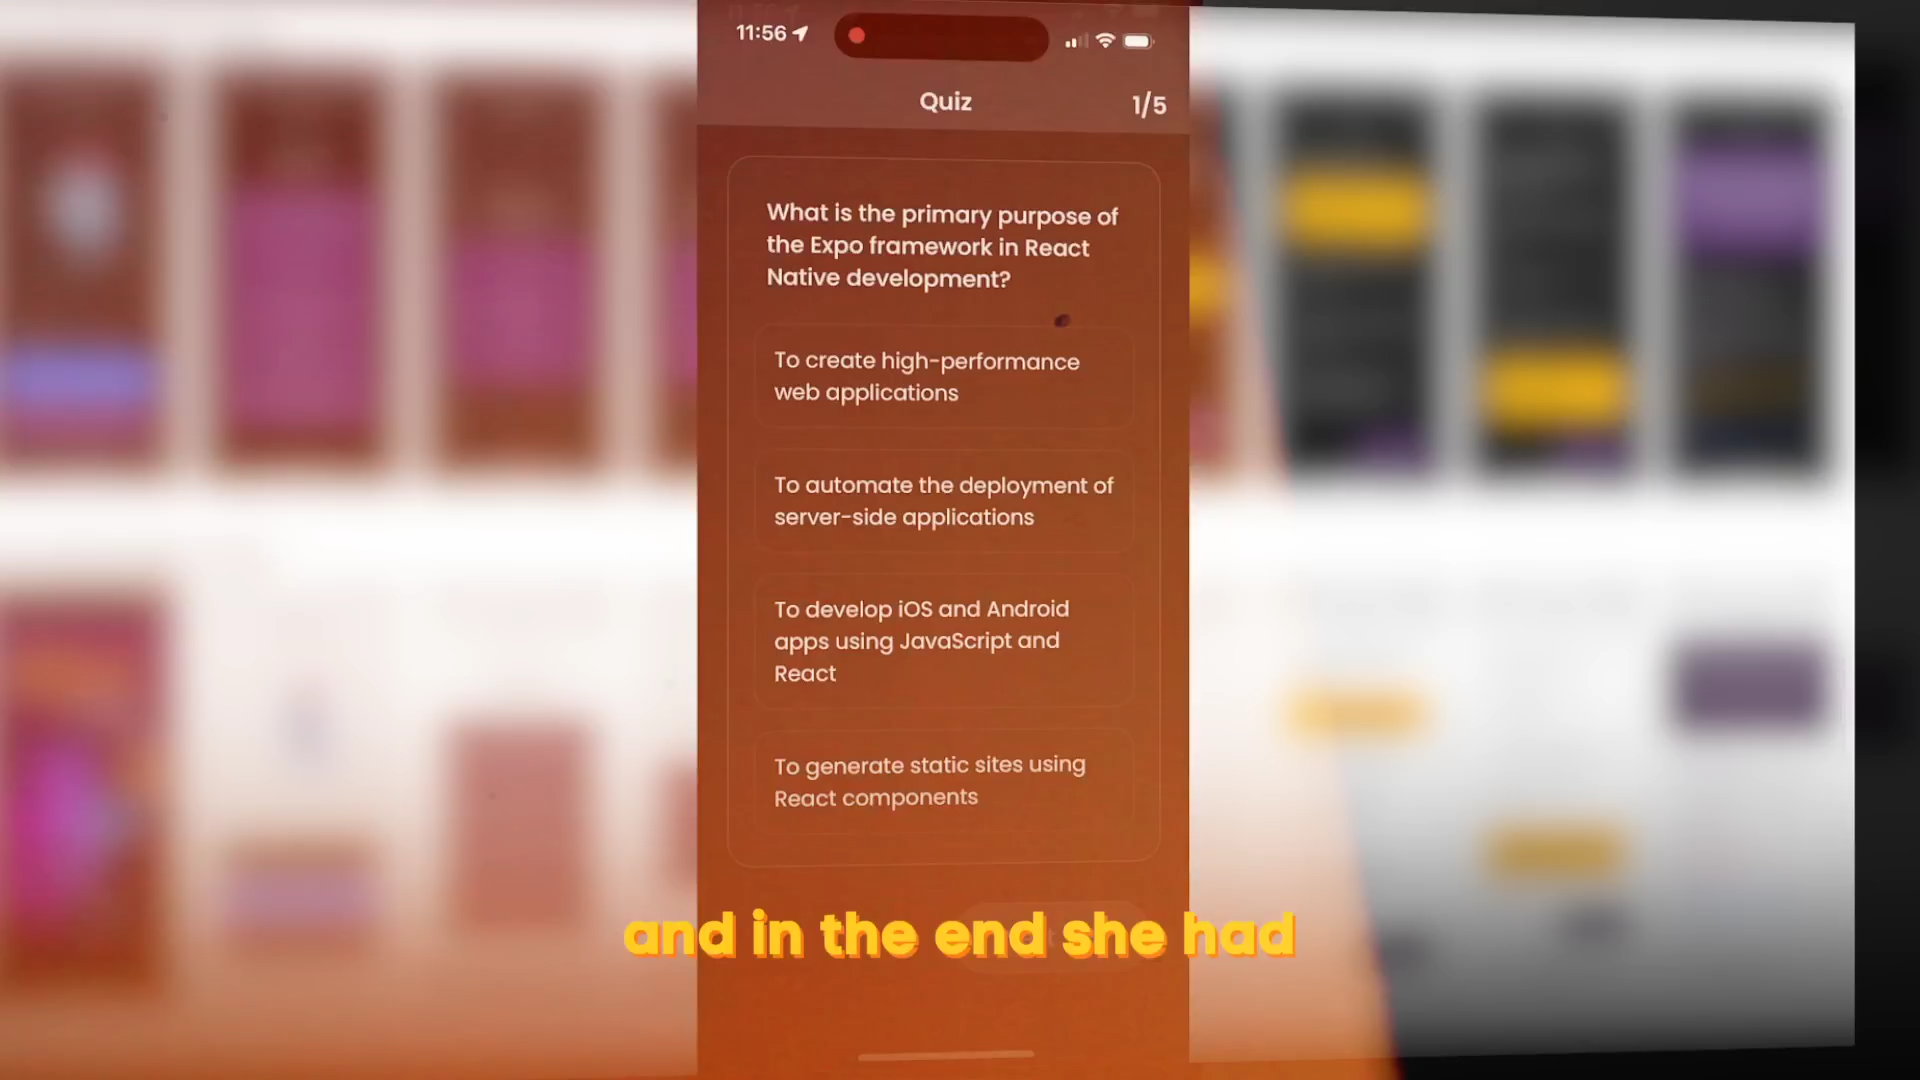 11:56
Quiz
1/5
What is the primary purpose of
the Expo framework in React
Native development?
To create high-performance
web applications
To automate the deployment of
server-side applications
To develop iOS and Android
apps using JavaScript and
React
To generate static sites using
React components
and in the end she had